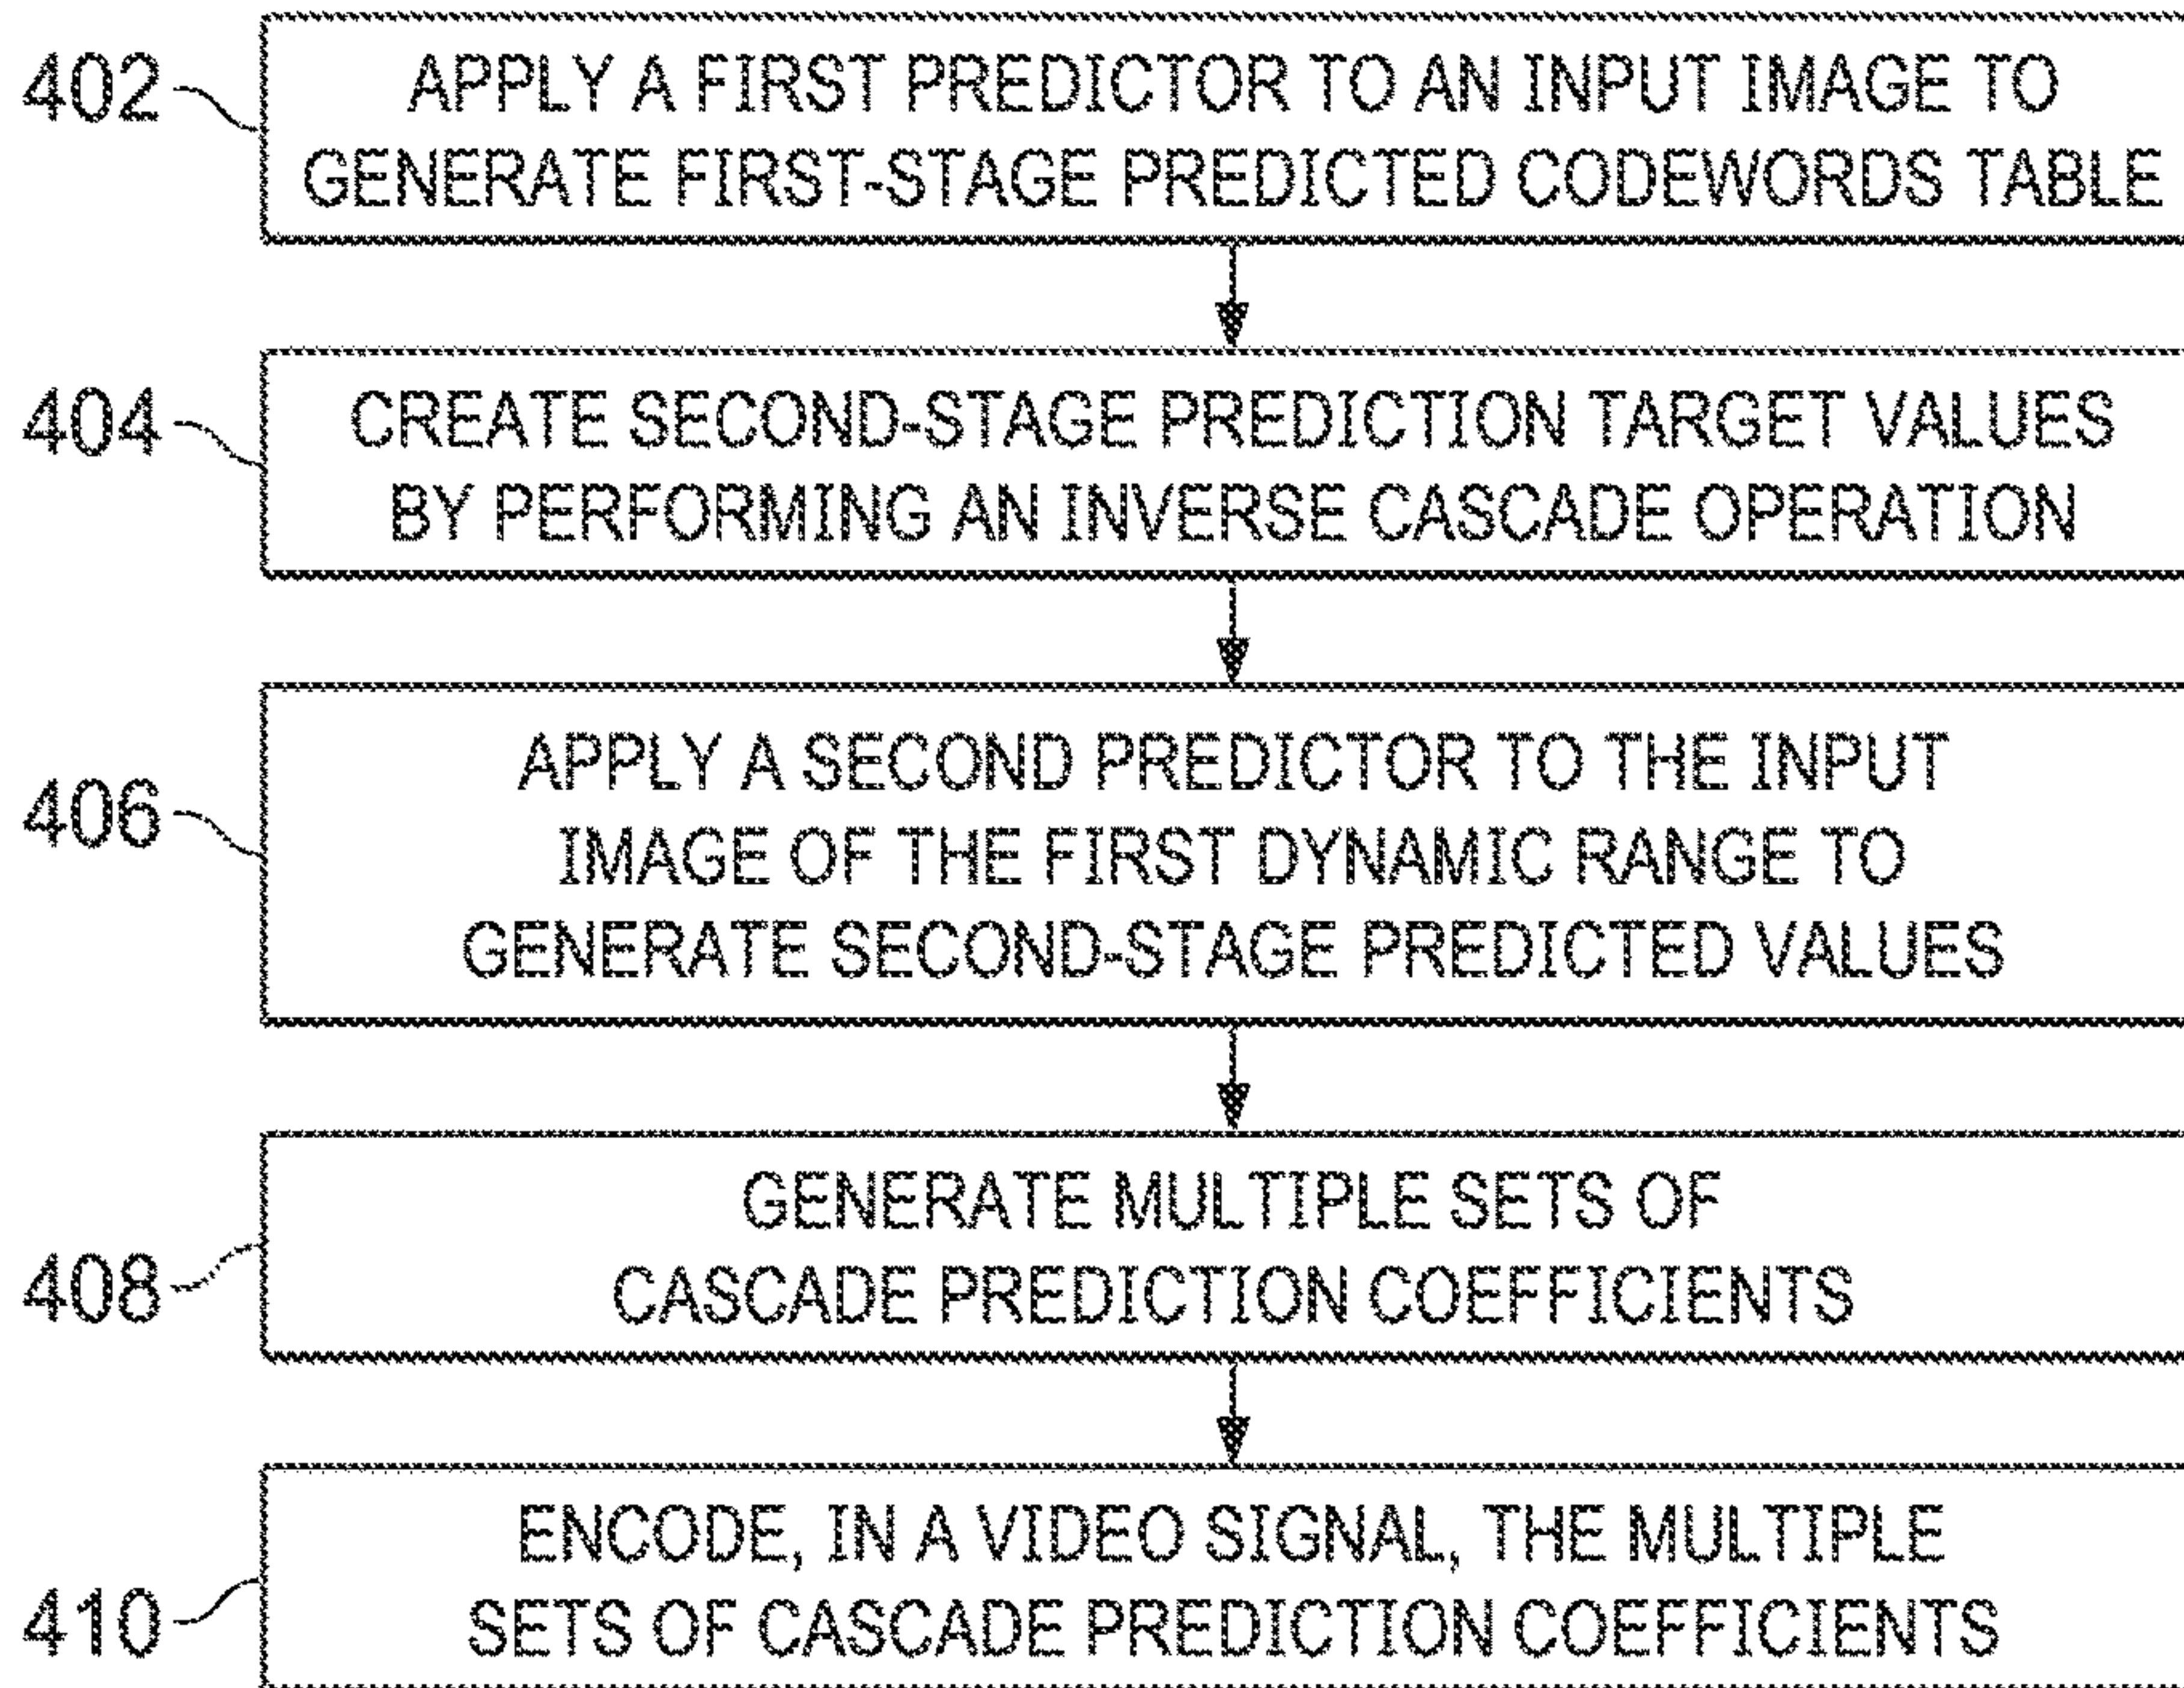 402
APPLY A FIRST PREDICTOR TO AN INPUT IMAGE TO
GENERATE FIRST-STAGE PREDICTED CODEWORDS TABLE
404
CREATE SECOND-STAGE PREDICTION TARGET VALUES
BY PERFORMING AN INVERSE CASCADE OPERATION
406
APPLY A SECOND PREDICTOR TO THE INPUT
IMAGE OF THE FIRST DYNAMIC RANGE TO
GENERATE SECOND-STAGE PREDICTED VALUES
408
GENERATE MULTIPLE SETS OF
CASCADE PREDICTION COEFFICIENTS
410
ENCODE, IN A VIDEO SIGNAL, THE MULTIPLE
SETS OF CASCADE PREDICTION COEFFICIENTS